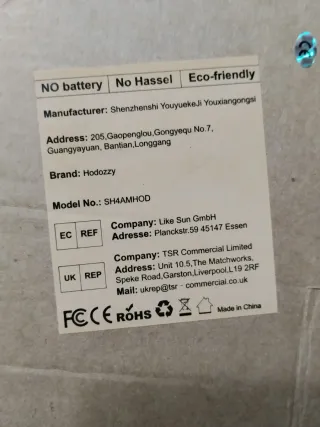 NO battery No Hassel Eco-friendly
Manufacturer: Shenzhenshi YouyuekeJi Youxiangongsi
Address: 205,Gaopenglou,Gongyequ No.7,
Guangyayuan, Bantian,Longgang
Brand: Hodozzy
Model No.: SH4AMHOD
EC REF
Company: Like Sun GmbH
Adresse: Planckstr.59 45147 Essen
UK REP
Company: TSR Commercial Limited
Address: Unit 10.5,The Matchworks,
Speke Road,Garston,Liverpool,L19 2RF
Mail: ukrep@tsr - commercial.co.uk
FC CE ROHS Made in China
CE